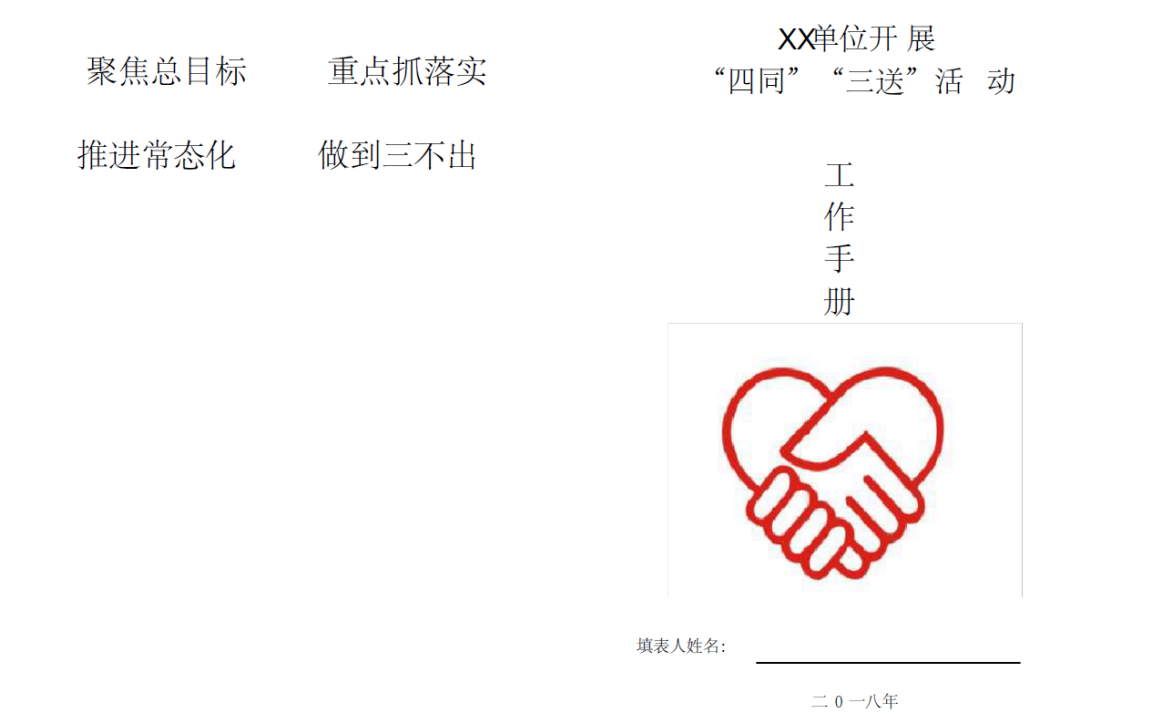 聚焦总目标 重点抓落实
推进常态化 做到三不出
XX单位开 展
“四同” “三送”活 动
工
作
手
册
填表人姓名:
二 0 一八年